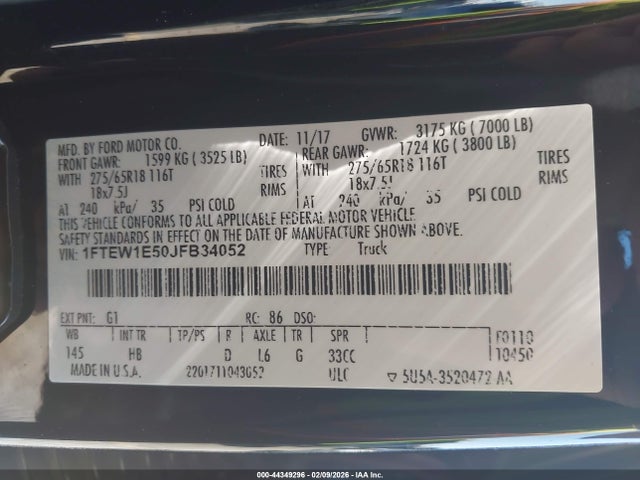 MFD. BY FORD MOTOR CO. DATE: 11/17 GVWR: 3175 KG ( 7000 LB)
FRONT GAWR: 1599 KG ( 3525 LB) REAR GAWR: 1724 KG ( 3800 LB)
WITH 275/65R18 116T TIRES WITH 275/65R18 116T TIRES
18x7.5J RIMS 18x7.5J RIMS
AT 240 kPa/ 35 PSI COLD AT 240 kPa/ 35 PSI COLD
THIS VEHICLE CONFORMS TO ALL APPLICABLE FEDERAL MOTOR VEHICLE
SAFETY STANDARDS IN EFFECT ON THE DATE OF MANUFACTURE SHOWN ABOVE.
VIN: 1FTEW1E50JFB34052 TYPE: Truck
EXT PNT: G1 RC: 86 DSO:
WB INT TR TP/PS R AXLE TR SPR F0110
145 HB D L6 G 33CC 10450
MADE IN U.S.A. 2201711043052 ULC 5U5A-3520472 AA
000-44349296 - 02/09/2026 - IAA Inc.